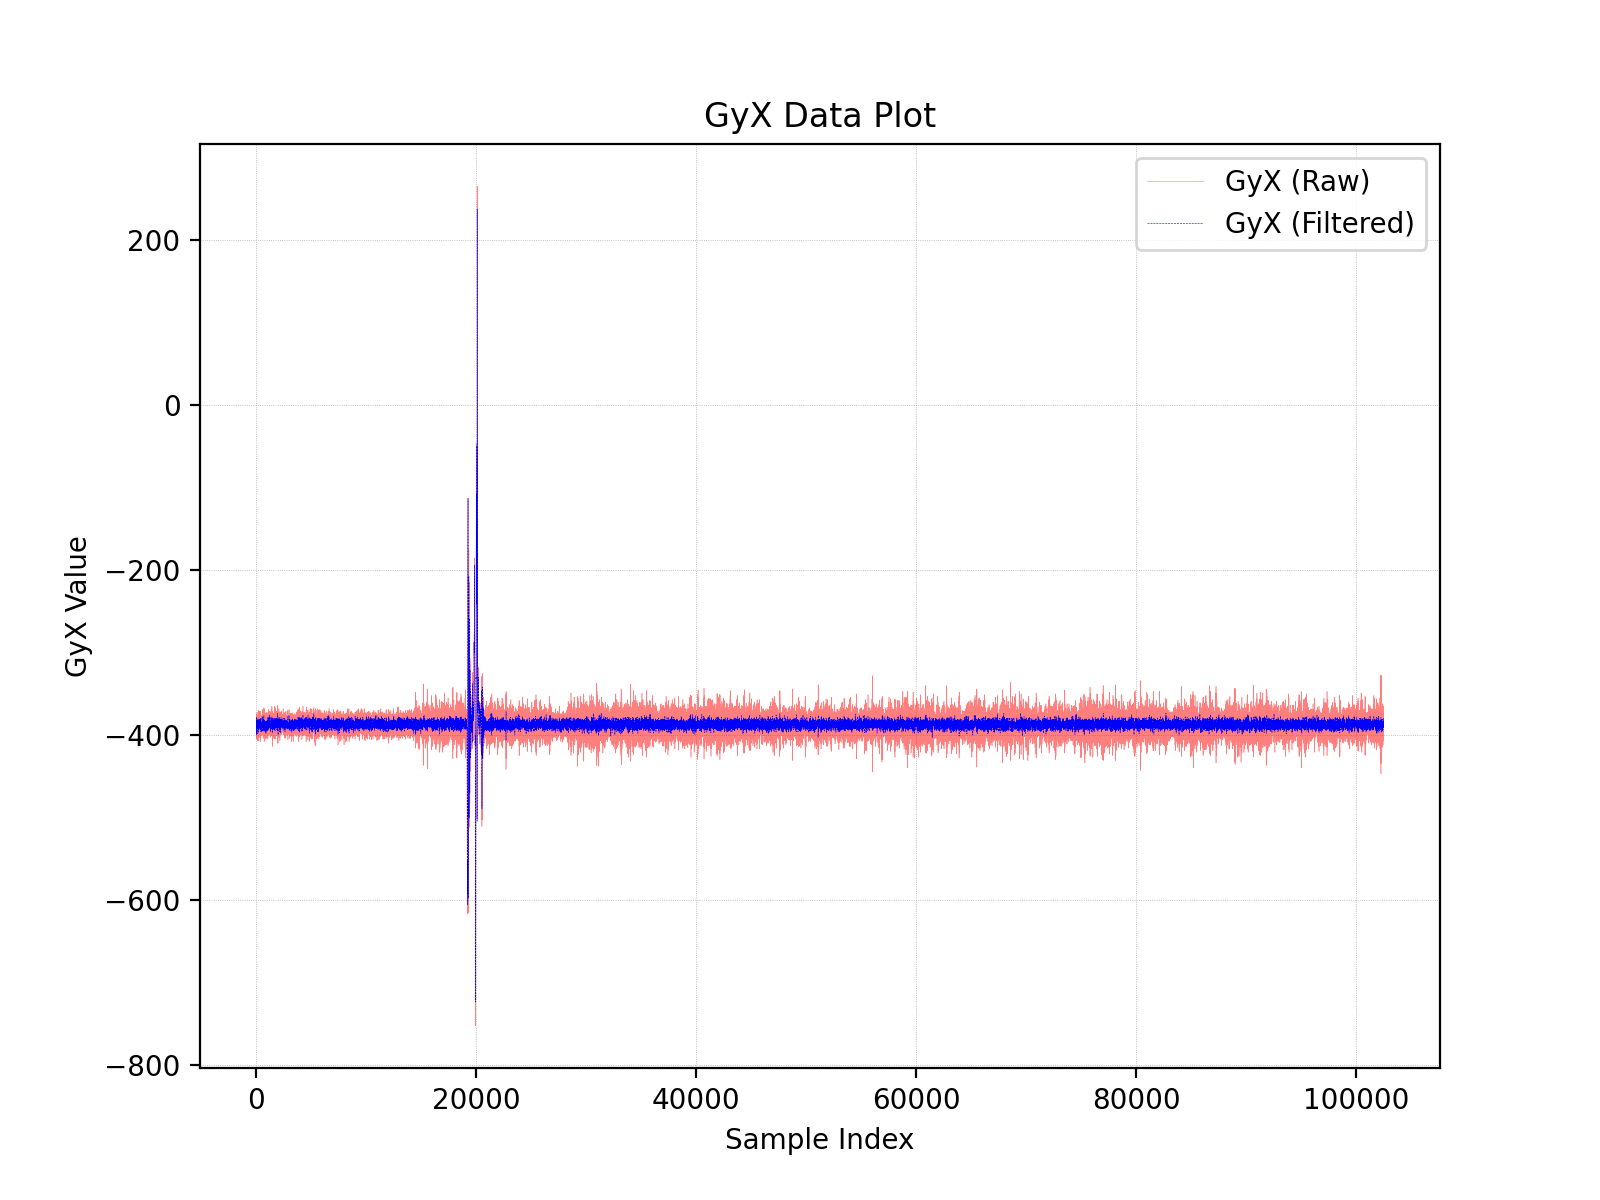 GyX Data Plot
GyX (Raw)
GyX (Filtered)
200
0
−200
−400
−600
−800
GyX Value
0 20000 40000 60000 80000 100000
Sample Index